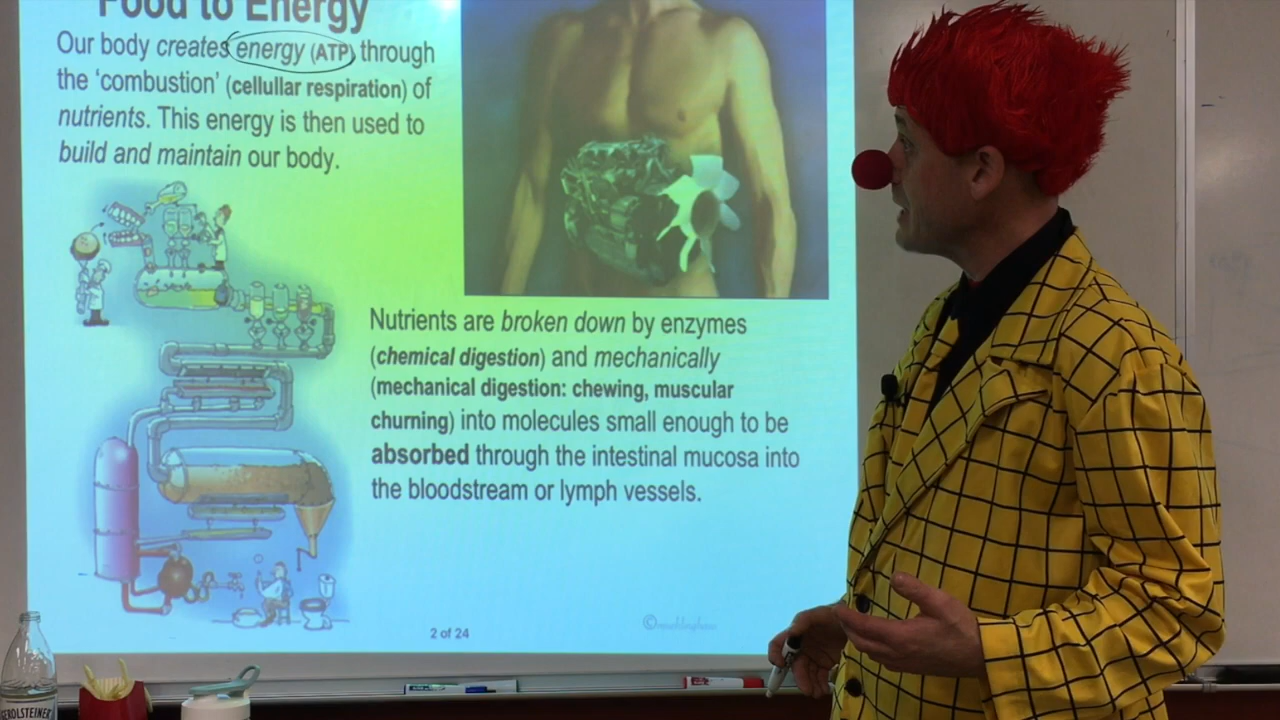 Food to Energy
Our body creates energy (ATP) through
the ‘combustion’ (cellular respiration) of
nutrients. This energy is then used to
build and maintain our body.
Nutrients are broken down by enzymes
(chemical digestion) and mechanically
(mechanical digestion: chewing, muscular
churning) into molecules small enough to be
absorbed through the intestinal mucosa into
the bloodstream or lymph vessels.
2 of 24
GEROLSTEINER